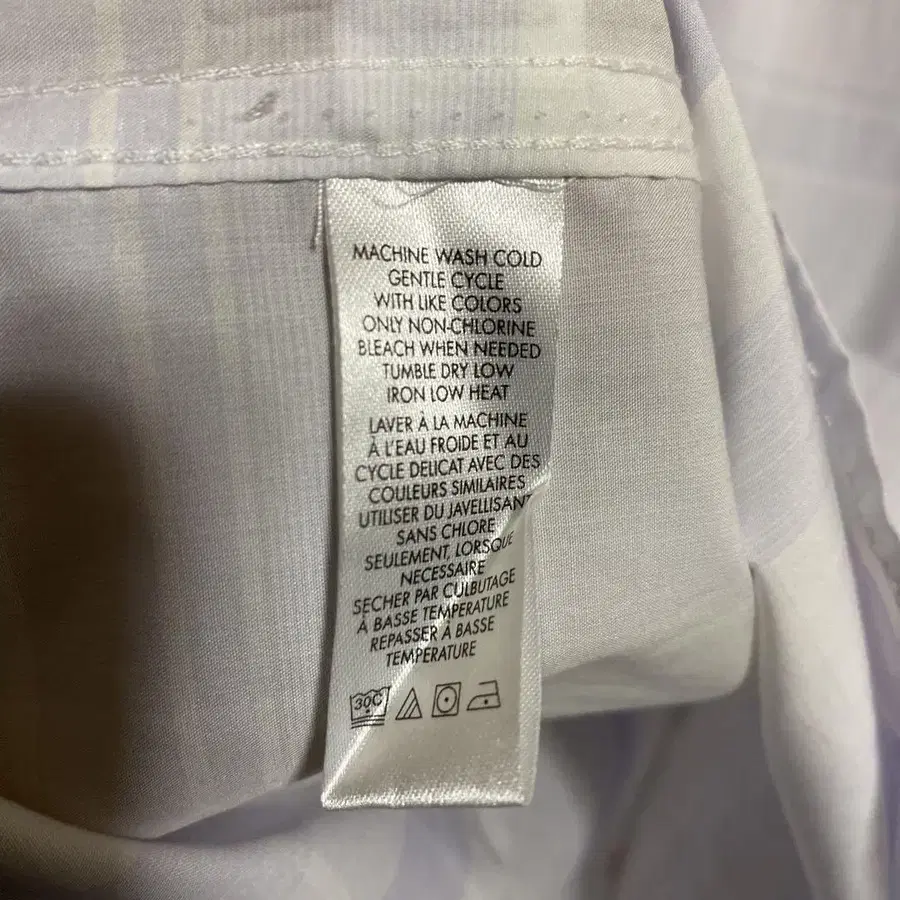 MACHINE WASH COLD
GENTLE CYCLE
WITH LIKE COLORS
ONLY NON-CHLORINE
BLEACH WHEN NEEDED
TUMBLE DRY LOW
IRON LOW HEAT
LAVER À LA MACHINE
À L'EAU FROIDE ET AU
CYCLE DELICAT AVEC DES
COULEURS SIMILAIRES
UTILISER DU JAVELLISANT
SANS CHLORE
SEULEMENT, LORSQUE
NECESSAIRE
SECHER PAR CULBUTAGE
À BASSE TEMPERATURE
REPASSER À BASSE
TEMPERATURE
30C